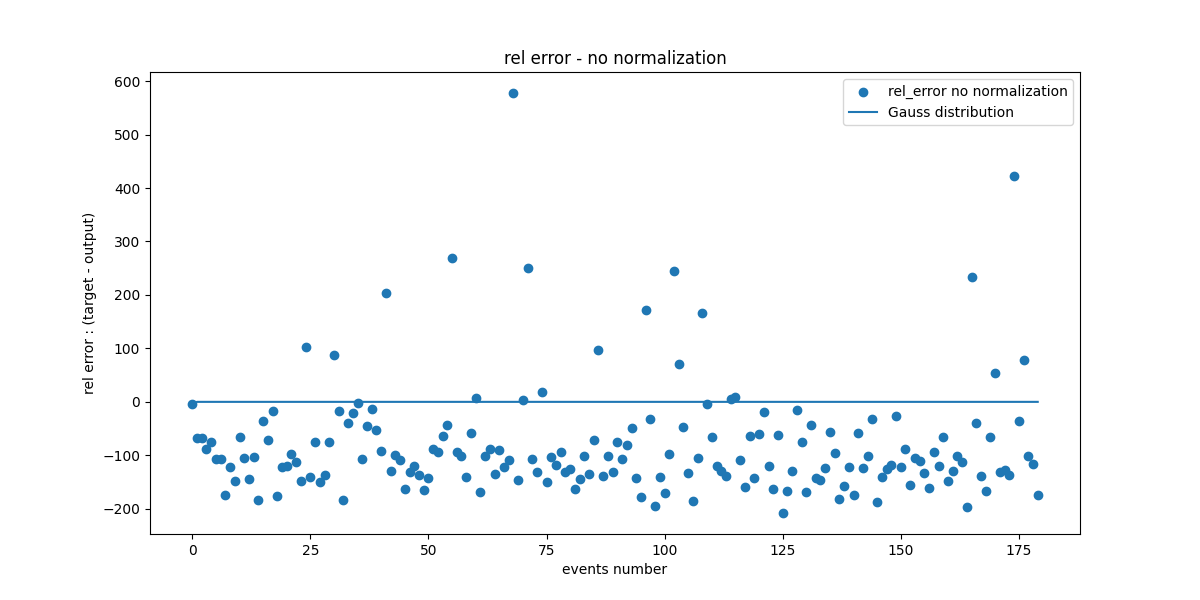 rel error - no normalization
rel_error no normalization
Gauss distribution
600
500
400
300
200
100
0
−100
−200
rel error : (target - output)
0 25 50 75 100 125 150 175
events number